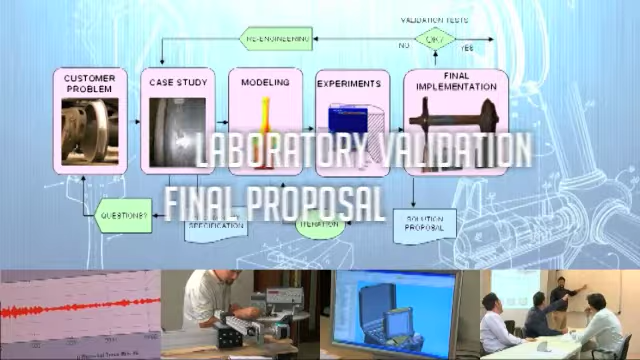 VALIDATION TESTS
RE-ENGINEERING
NO
OK?
YES
CUSTOMER
PROBLEM
CASE STUDY
MODELING
EXPERIMENTS
FINAL
IMPLEMENTATION
LABORATORY VALIDATION
FINAL PROPOSAL
QUESTIONS?
SPECIFICATION
ITERATION
SOLUTION
PROPOSAL